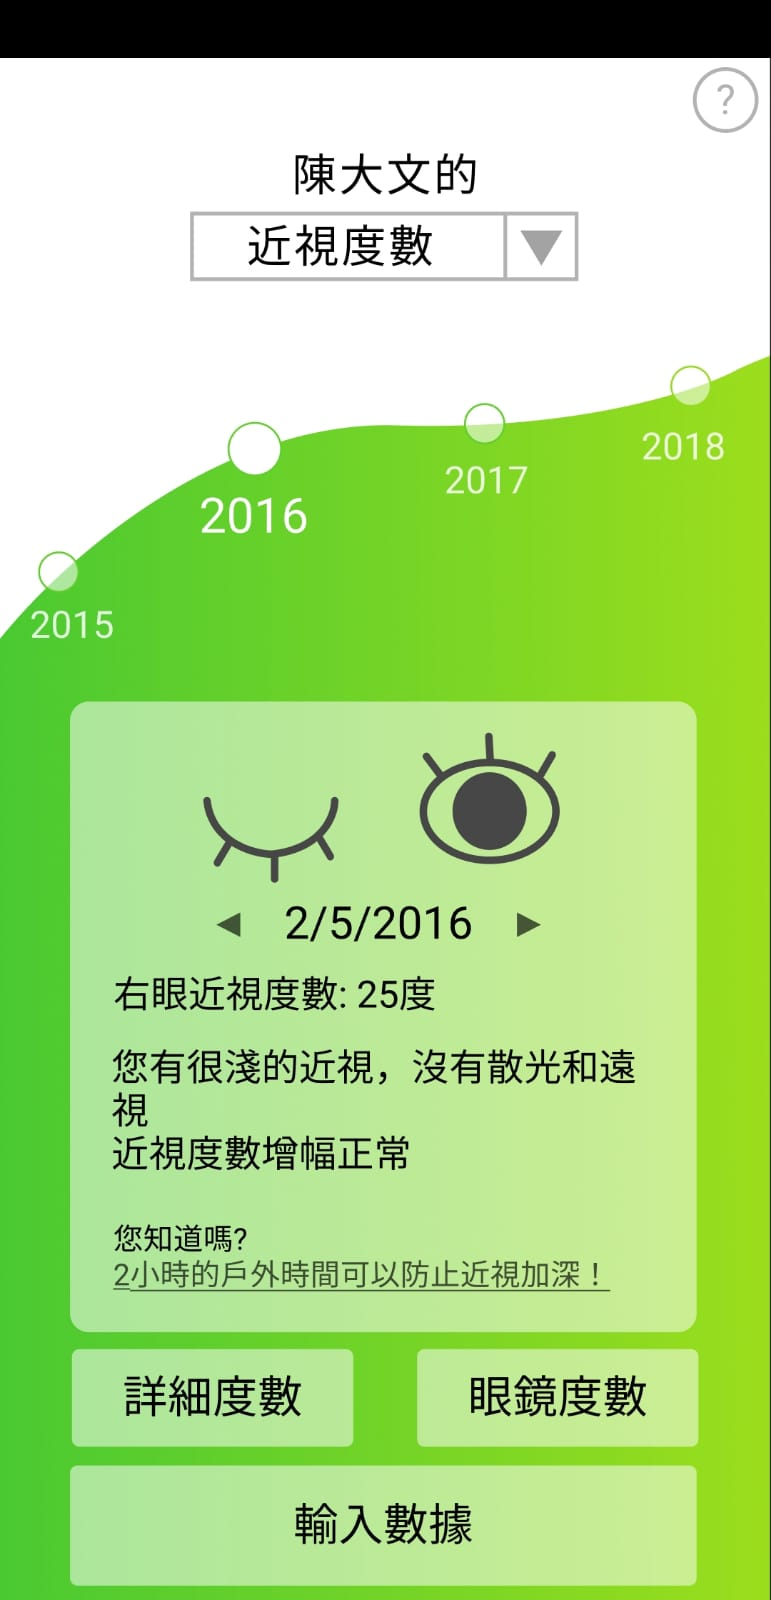 ?
陳大文的
近視度數
2018
2017
2016
2015
2/5/2016
右眼近視度數: 25度
您有很淺的近視，沒有散光和遠
視
近視度數增幅正常
您知道嗎?
2小時的戶外時間可以防止近視加深！
詳細度數
眼鏡度數
輸入數據